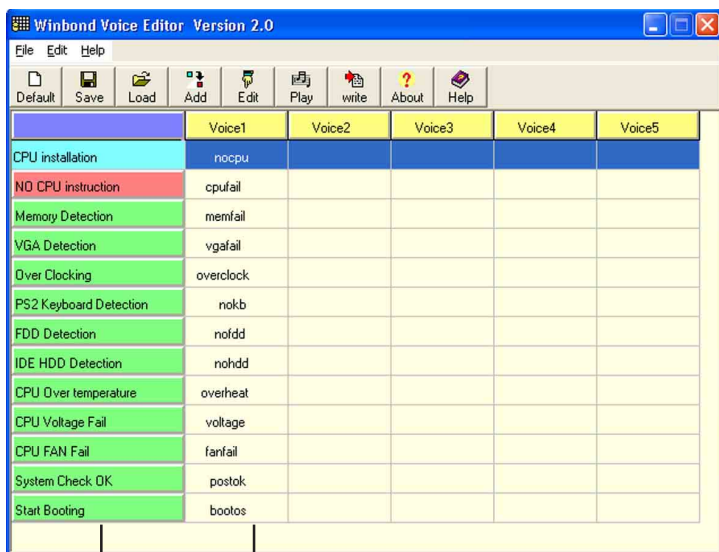 Winbond Voice Editor Version 2.0
File Edit Help
Default Save Load Add Edit Play write About Help
Voice1 Voice2 Voice3 Voice4 Voice5
CPU installation nocpu
NO CPU instruction cpufail
Memory Detection memfail
VGA Detection vgafail
Over Clocking overclock
PS2 Keyboard Detection nokb
FDD Detection nofdd
IDE HDD Detection nohdd
CPU Over temperature overheat
CPU Voltage Fail voltage
CPU FAN Fail fanfail
System Check OK postok
Start Booting bootos